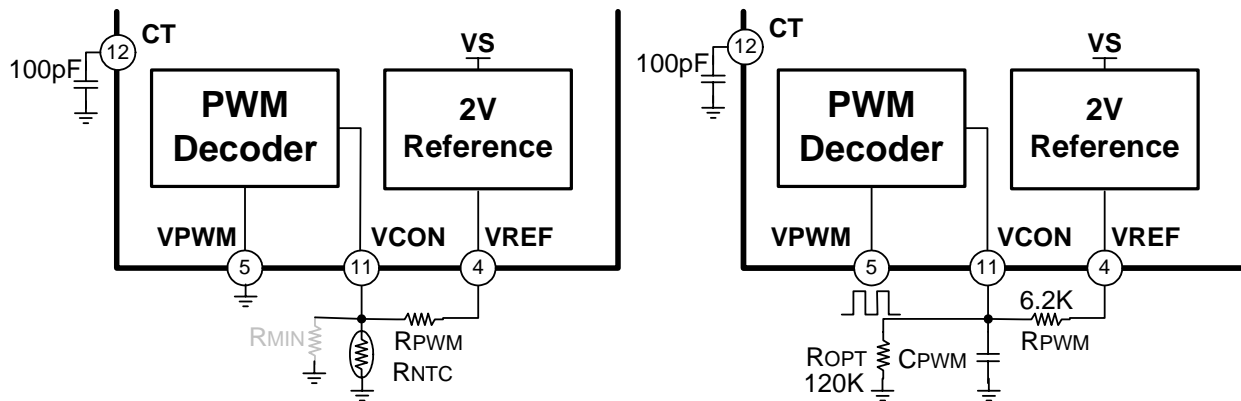 CT
12
100pF
VS
PWM
Decoder
2V
Reference
VPWM
VCON
VREF
5
11
4
RMIN
RPWM
RNTC
CT
12
100pF
VS
PWM
Decoder
2V
Reference
VPWM
VCON
VREF
5
11
4
6.2K
RPWM
ROPT
CPWM
120K